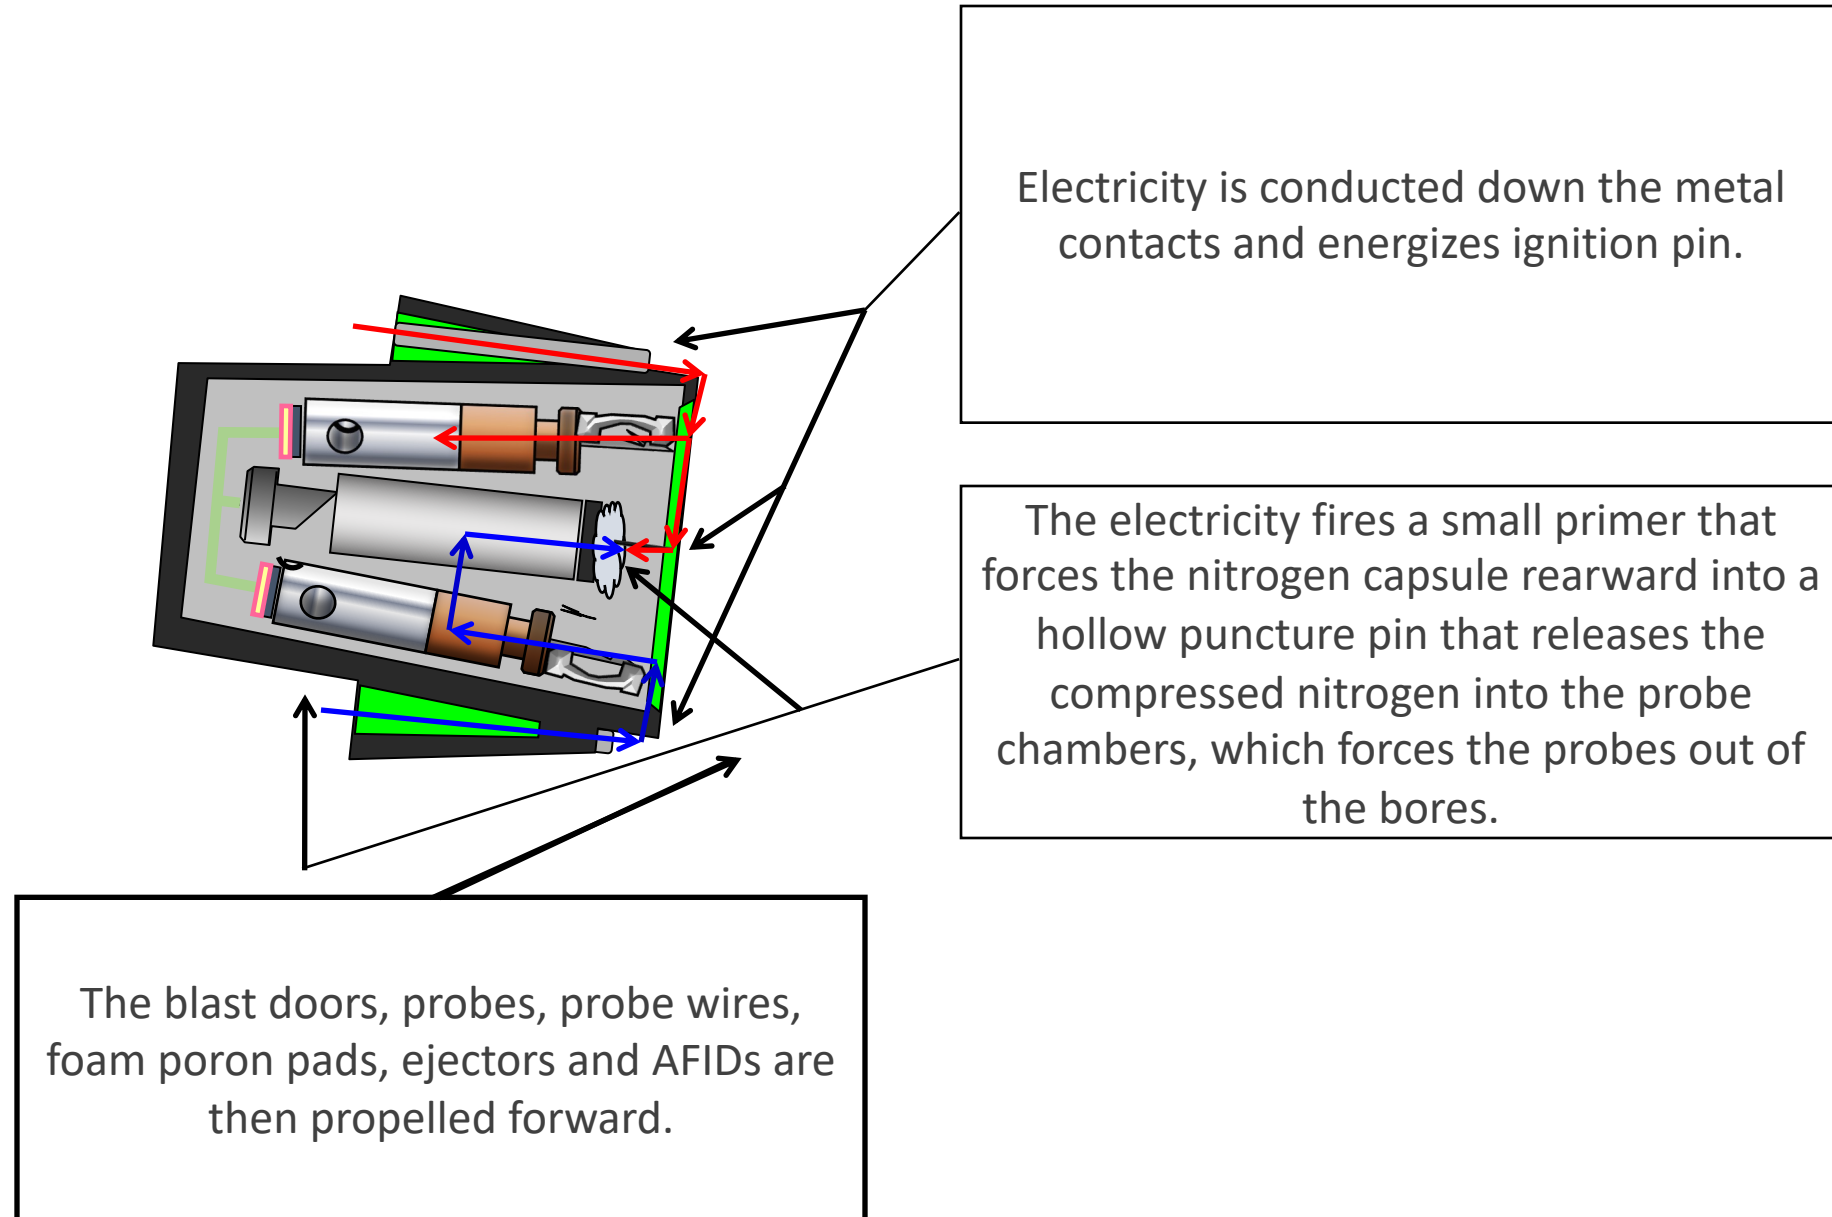 Electricity is conducted down the metal
contacts and energizes ignition pin.
The electricity fires a small primer that
forces the nitrogen capsule rearward into a
hollow puncture pin that releases the
compressed nitrogen into the probe
chambers, which forces the probes out of
the bores.
The blast doors, probes, probe wires,
foam poron pads, ejectors and AFIDs are
then propelled forward.